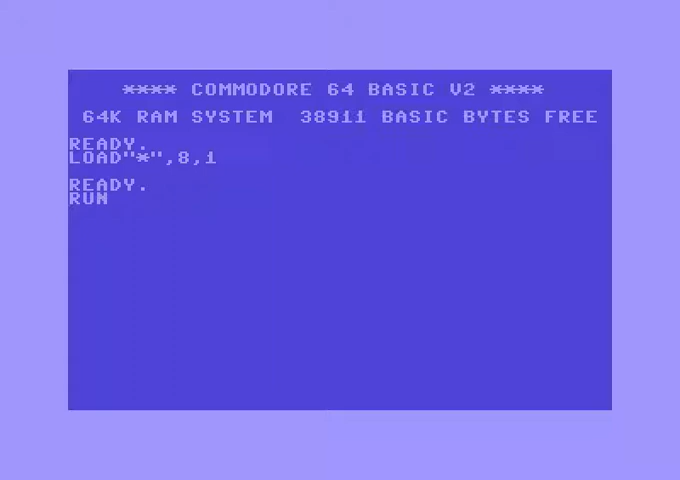 **** COMMODORE 64 BASIC V2 ****
64K RAM SYSTEM  38911 BASIC BYTES FREE
READY.
LOAD"*",8,1
READY.
RUN